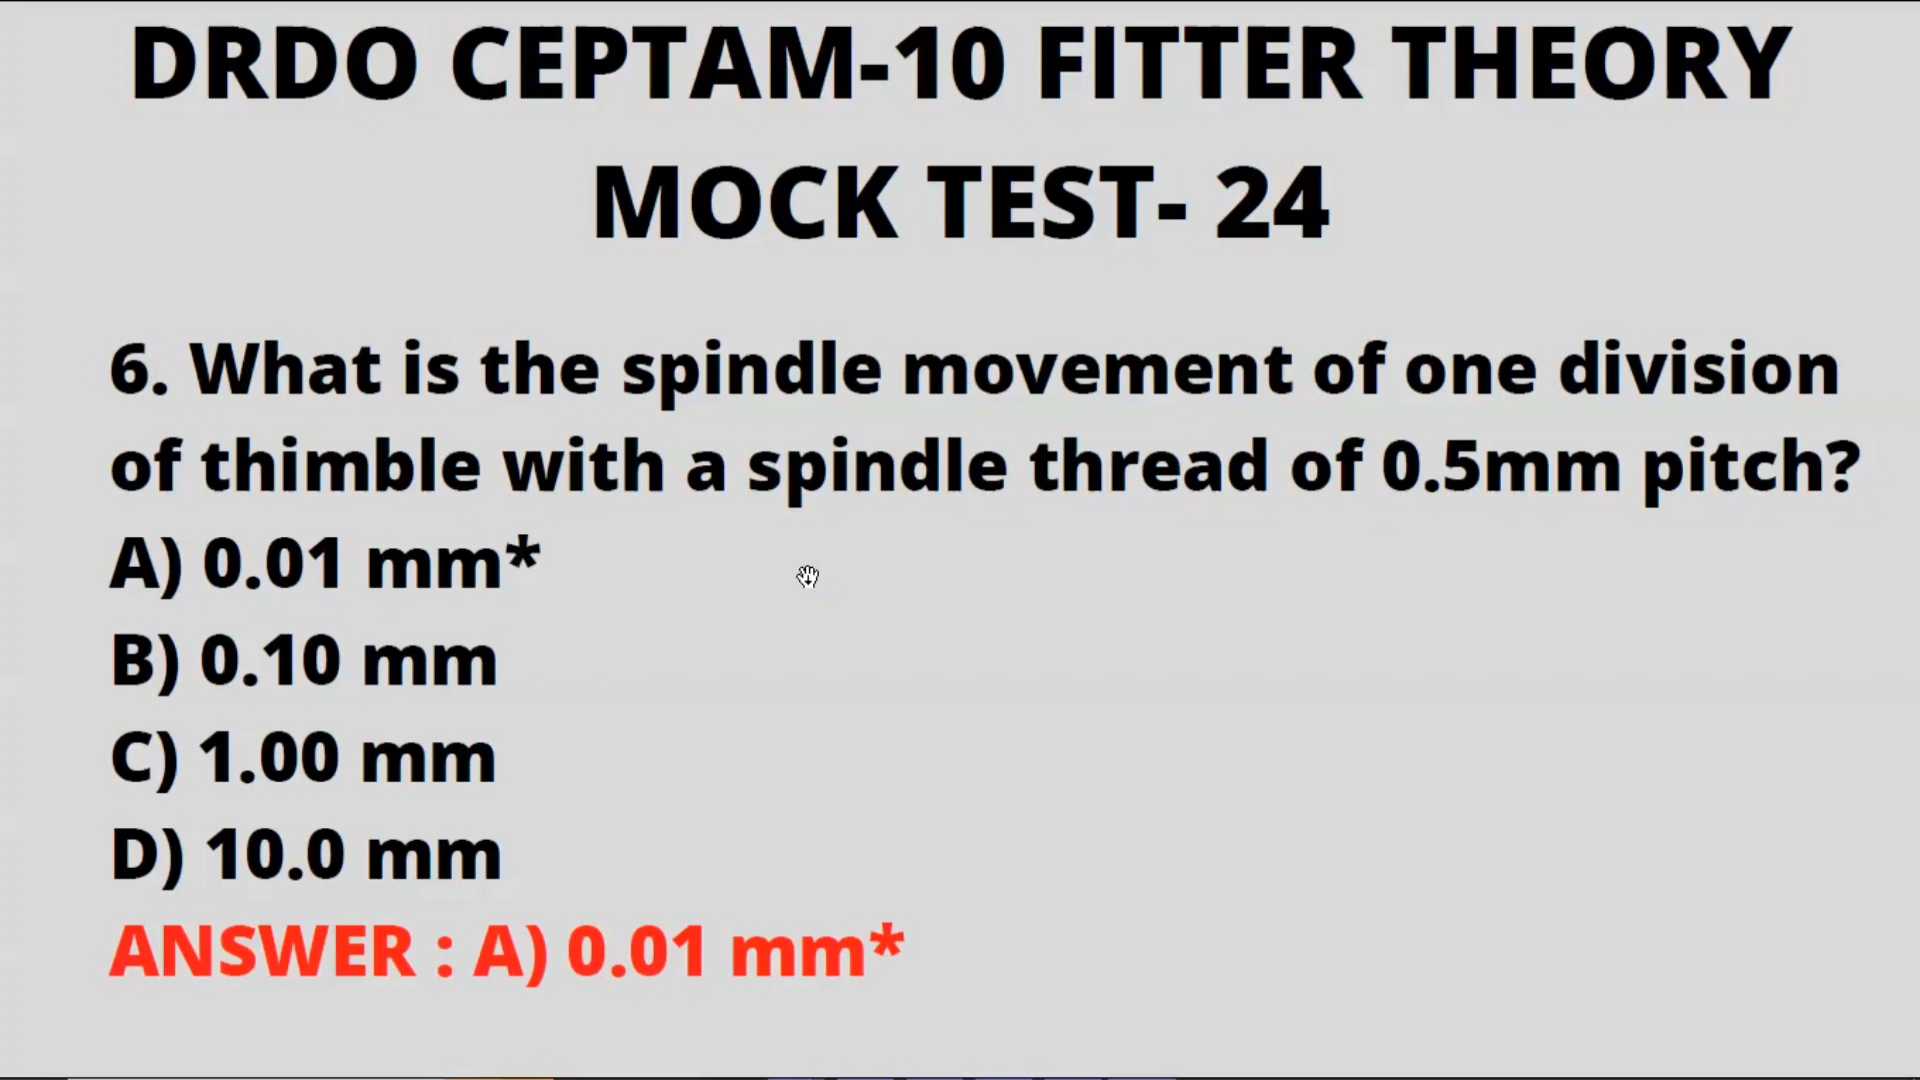 DRDO CEPTAM-10 FITTER THEORY
MOCK TEST- 24
6. What is the spindle movement of one division
of thimble with a spindle thread of 0.5mm pitch?
A) 0.01 mm*
B) 0.10 mm
C) 1.00 mm
D) 10.0 mm
ANSWER : A) 0.01 mm*